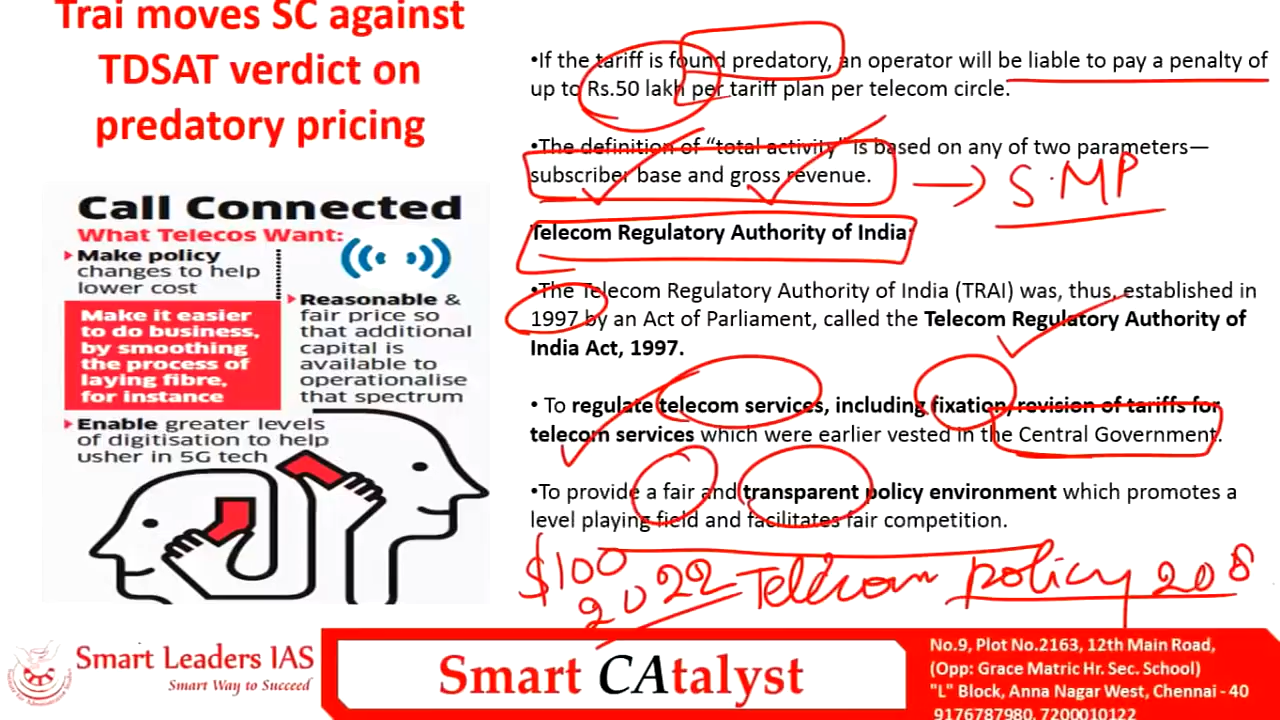 Trai moves SC against
TDSAT verdict on
predatory pricing
Call Connected
What Telecos Want:
Make policy
changes to help
lower cost
Make it easier
to do business,
by smoothing
the process of
laying fibre,
for instance
Reasonable &
fair price so
that additional
capital is
available to
operationalise
that spectrum
Enable greater levels
of digitisation to help
usher in 5G tech
•If the tariff is found predatory, an operator will be liable to pay a penalty of
up to Rs.50 lakh per tariff plan per telecom circle.
•The definition of “total activity” is based on any of two parameters—
subscriber base and gross revenue.
S.MP
Telecom Regulatory Authority of India:
•The Telecom Regulatory Authority of India (TRAI) was, thus, established in
1997 by an Act of Parliament, called the Telecom Regulatory Authority of
India Act, 1997.
• To regulate telecom services, including fixation/revision of tariffs for
telecom services which were earlier vested in the Central Government.
•To provide a fair and transparent policy environment which promotes a
level playing field and facilitates fair competition.
$100
2022 Telecom policy 208
Smart Leaders IAS
Smart Way to Succeed
Smart CAtalyst
No.9, Plot No.2163, 12th Main Road,
(Opp: Grace Matric Hr. Sec. School)
"L" Block, Anna Nagar West, Chennai - 40
9176787980, 7200010122